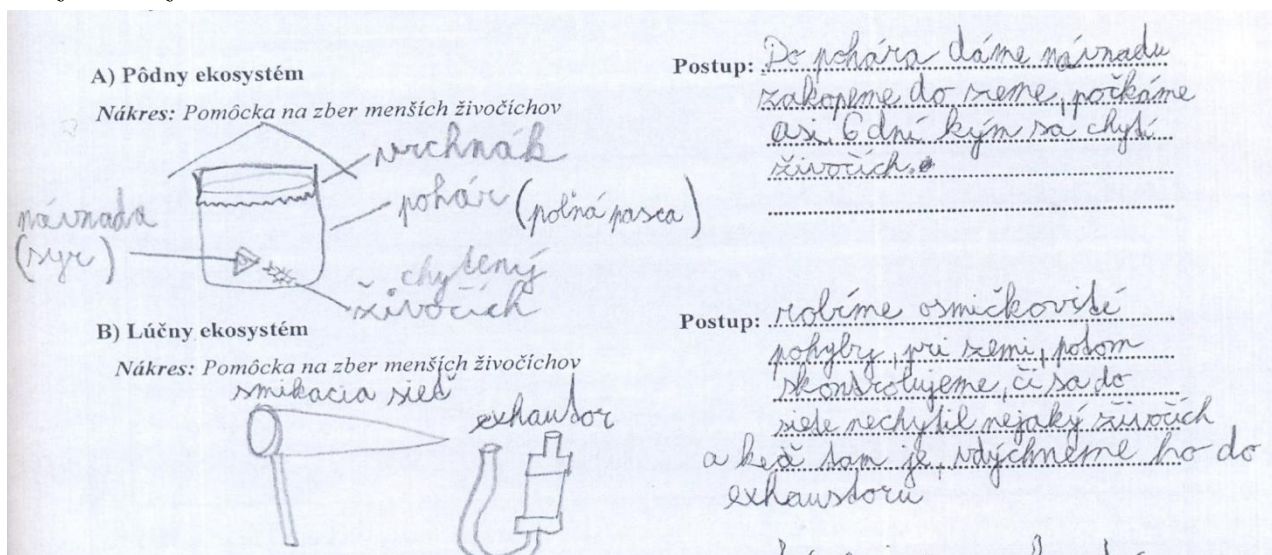 A) Pôdny ekosystém
Nákres: Pomôcka na zber menších živočíchov
vrchnák
pohár (poľná pasca)
návnada
(syr)
chytený
živočích
Postup: Do pohára dáme návnadu
zakopeme do zeme, počkáme
asi 6 dní kým sa chytí
živočích.
B) Lúčny ekosystém
Nákres: Pomôcka na zber menších živočíchov
smikacia sieť
exhaustor
Postup: robíme osmičkovité
pohyby, pri zemi, potom
skontrolujeme, či sa do
siete nechytil nejaký živočích
a keď tam je, vdýchneme ho do
exhaustoru